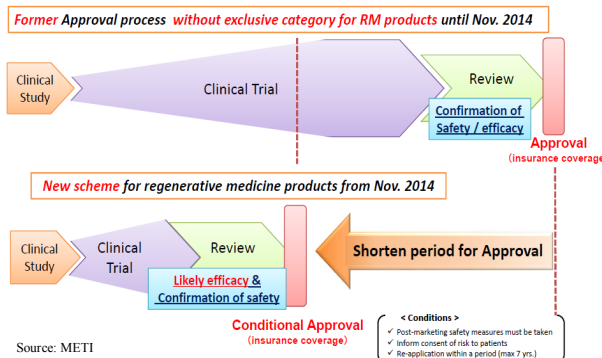 Former Approval process without exclusive category for RM products until Nov. 2014
Clinical
Study
Clinical Trial
Review
Confirmation of
Safety / efficacy
Approval
(insurance coverage
New scheme for regenerative medicine products from Nov. 2014
Clinical
Study
Clinical
Trial
Review
Likely efficacy &
Confirmation of safety
Shorten period for Approval
Conditional Approval
(insurance coverage)
< Conditions >
✓ Post-marketing safety measures must be taken
✓ Inform consent of risk to patients
✓ Re-application within a period (max 7 yrs.)
Source: METI